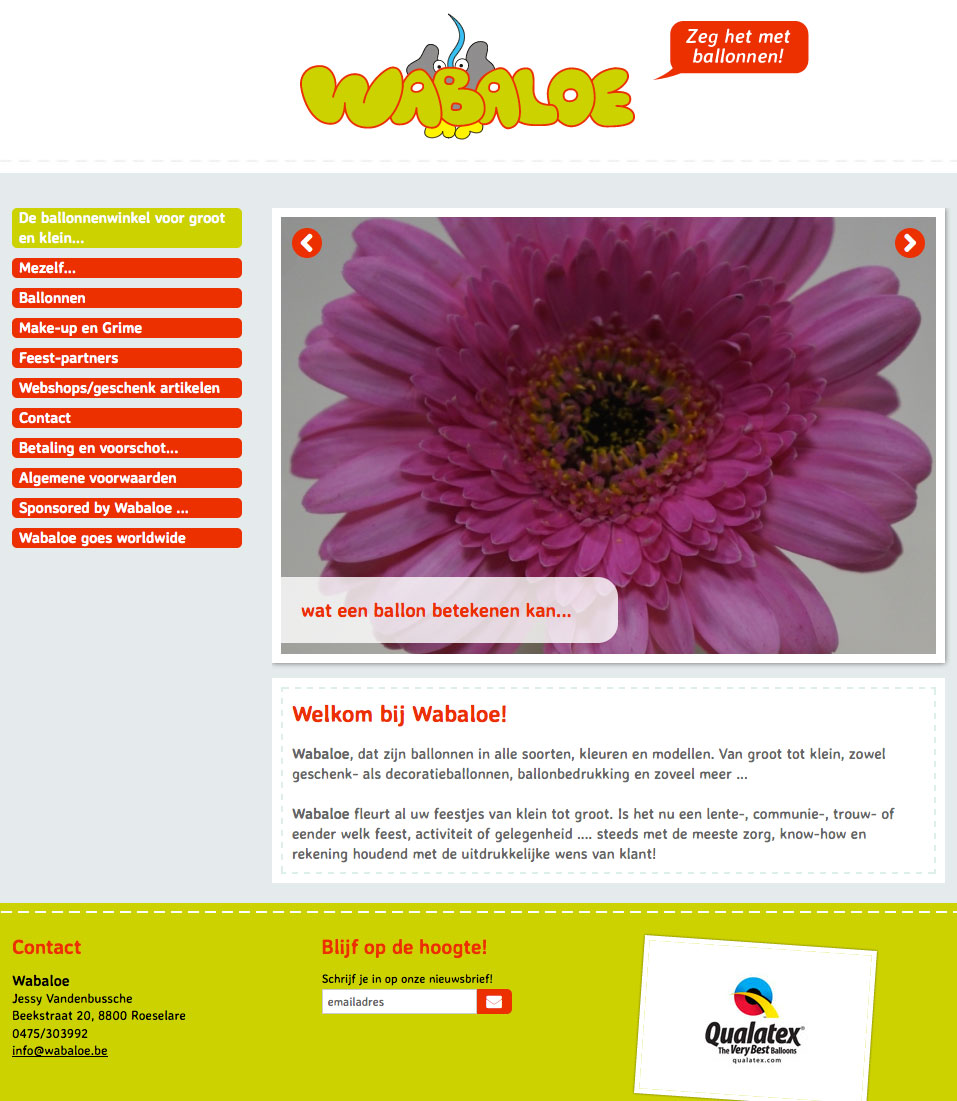 WABALOE
Zeg het met
ballonnen!
De ballonnenwinkel voor groot
en klein...
Mezelf...
Ballonnen
Make-up en Grime
Feest-partners
Webshops/geschenk artikelen
Contact
Betaling en voorschot...
Algemene voorwaarden
Sponsored by Wabaloe ...
Wabaloe goes worldwide
wat een ballon betekenen kan...
Welkom bij Wabaloe!
Wabaloe, dat zijn ballonnen in alle soorten, kleuren en modellen. Van groot tot klein, zowel
geschenk- als decoratieballonnen, ballonbedrukking en zoveel meer ...
Wabaloe fleurt al uw feestjes van klein tot groot. Is het nu een lente-, communie-, trouw- of
eender welk feest, activiteit of gelegenheid .... steeds met de meeste zorg, know-how en
rekening houdend met de uitdrukkelijke wens van klant!
Contact
Wabaloe
Jessy Vandenbussche
Beekstraat 20, 8800 Roeselare
0475/303992
info@wabaloe.be
Blijf op de hoogte!
Schrijf je in op onze nieuwsbrief!
emailadres
Qualatex®
The Very Best Balloons
qualatex.com